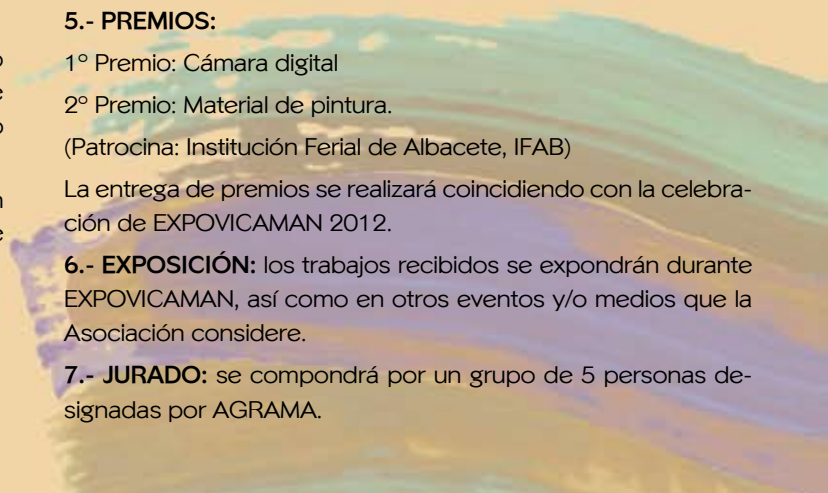 5.- PREMIOS:
1º Premio: Cámara digital
2º Premio: Material de pintura.
(Patrocina: Institución Ferial de Albacete, IFAB)
La entrega de premios se realizará coincidiendo con la celebra-
ción de EXPOVICAMAN 2012.
6.- EXPOSICIÓN: los trabajos recibidos se expondrán durante
EXPOVICAMAN, así como en otros eventos y/o medios que la
Asociación considere.
7.- JURADO: se compondrá por un grupo de 5 personas de-
signadas por AGRAMA.